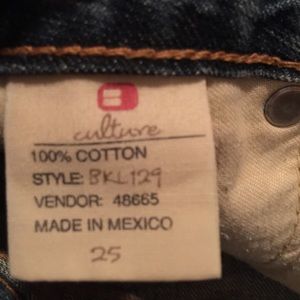 culture
100% COTTON
STYLE: BKL129
VENDOR: 48665
MADE IN MEXICO
25